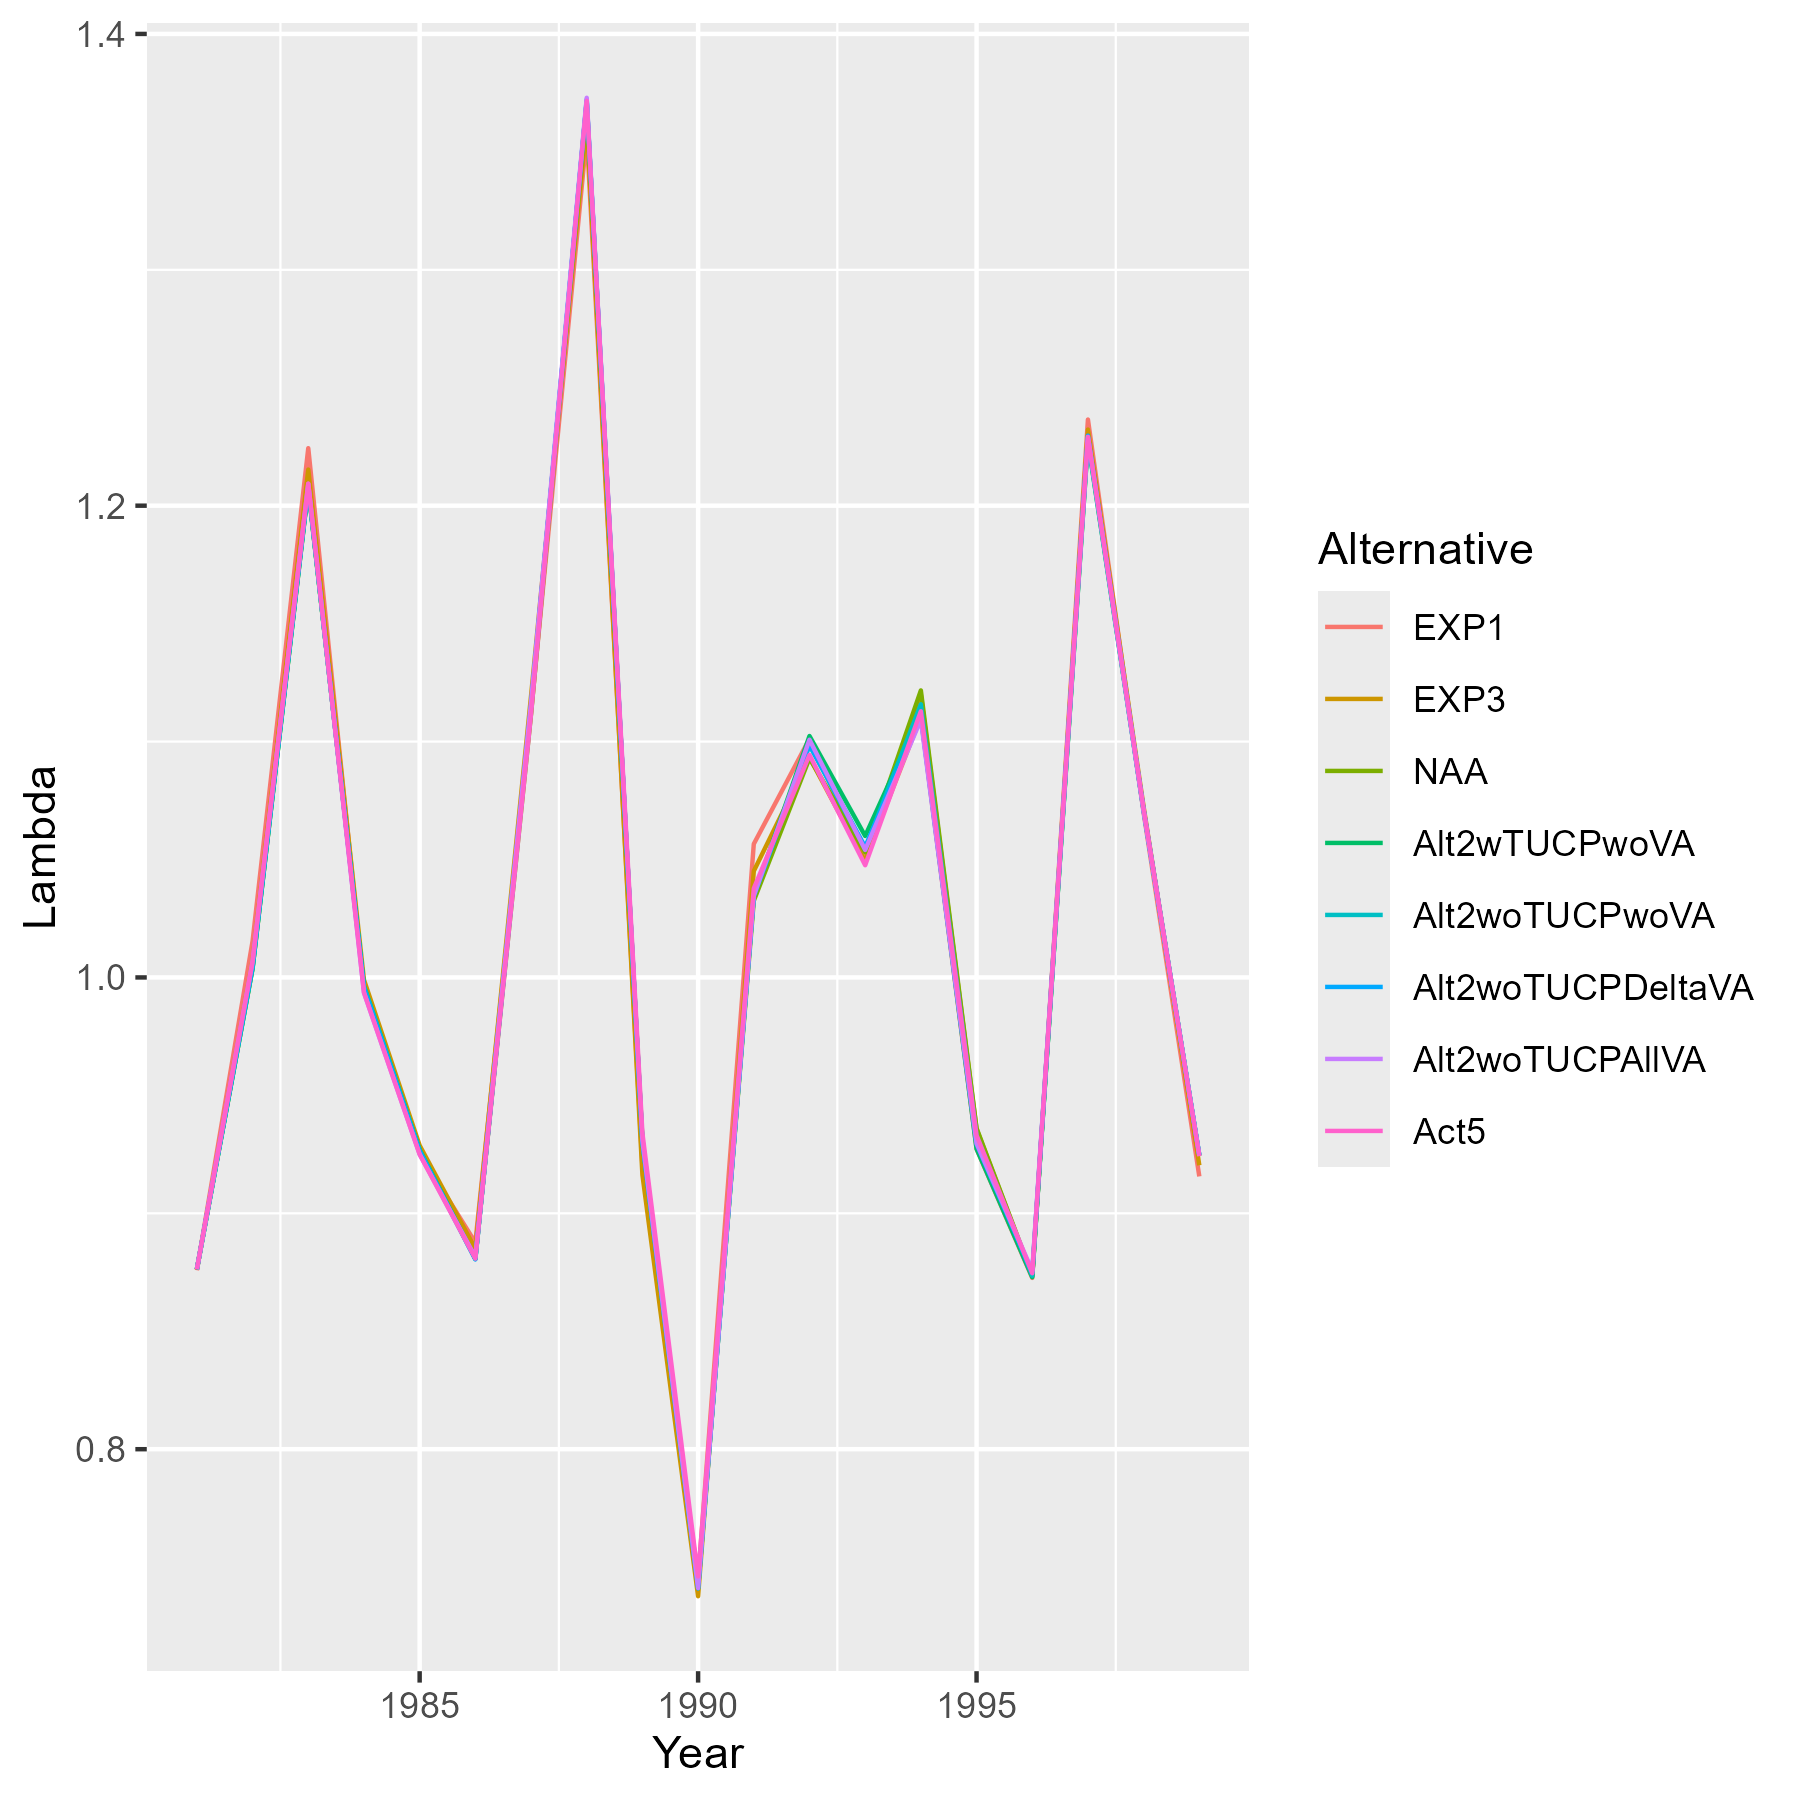 1.4
1.2
1.0
0.8
Lambda
1985
1990
1995
Year
Alternative
EXP1
EXP3
NAA
Alt2wTUCPwoVA
Alt2woTUCPwoVA
Alt2woTUCPDeltaVA
Alt2woTUCPAllVA
Act5